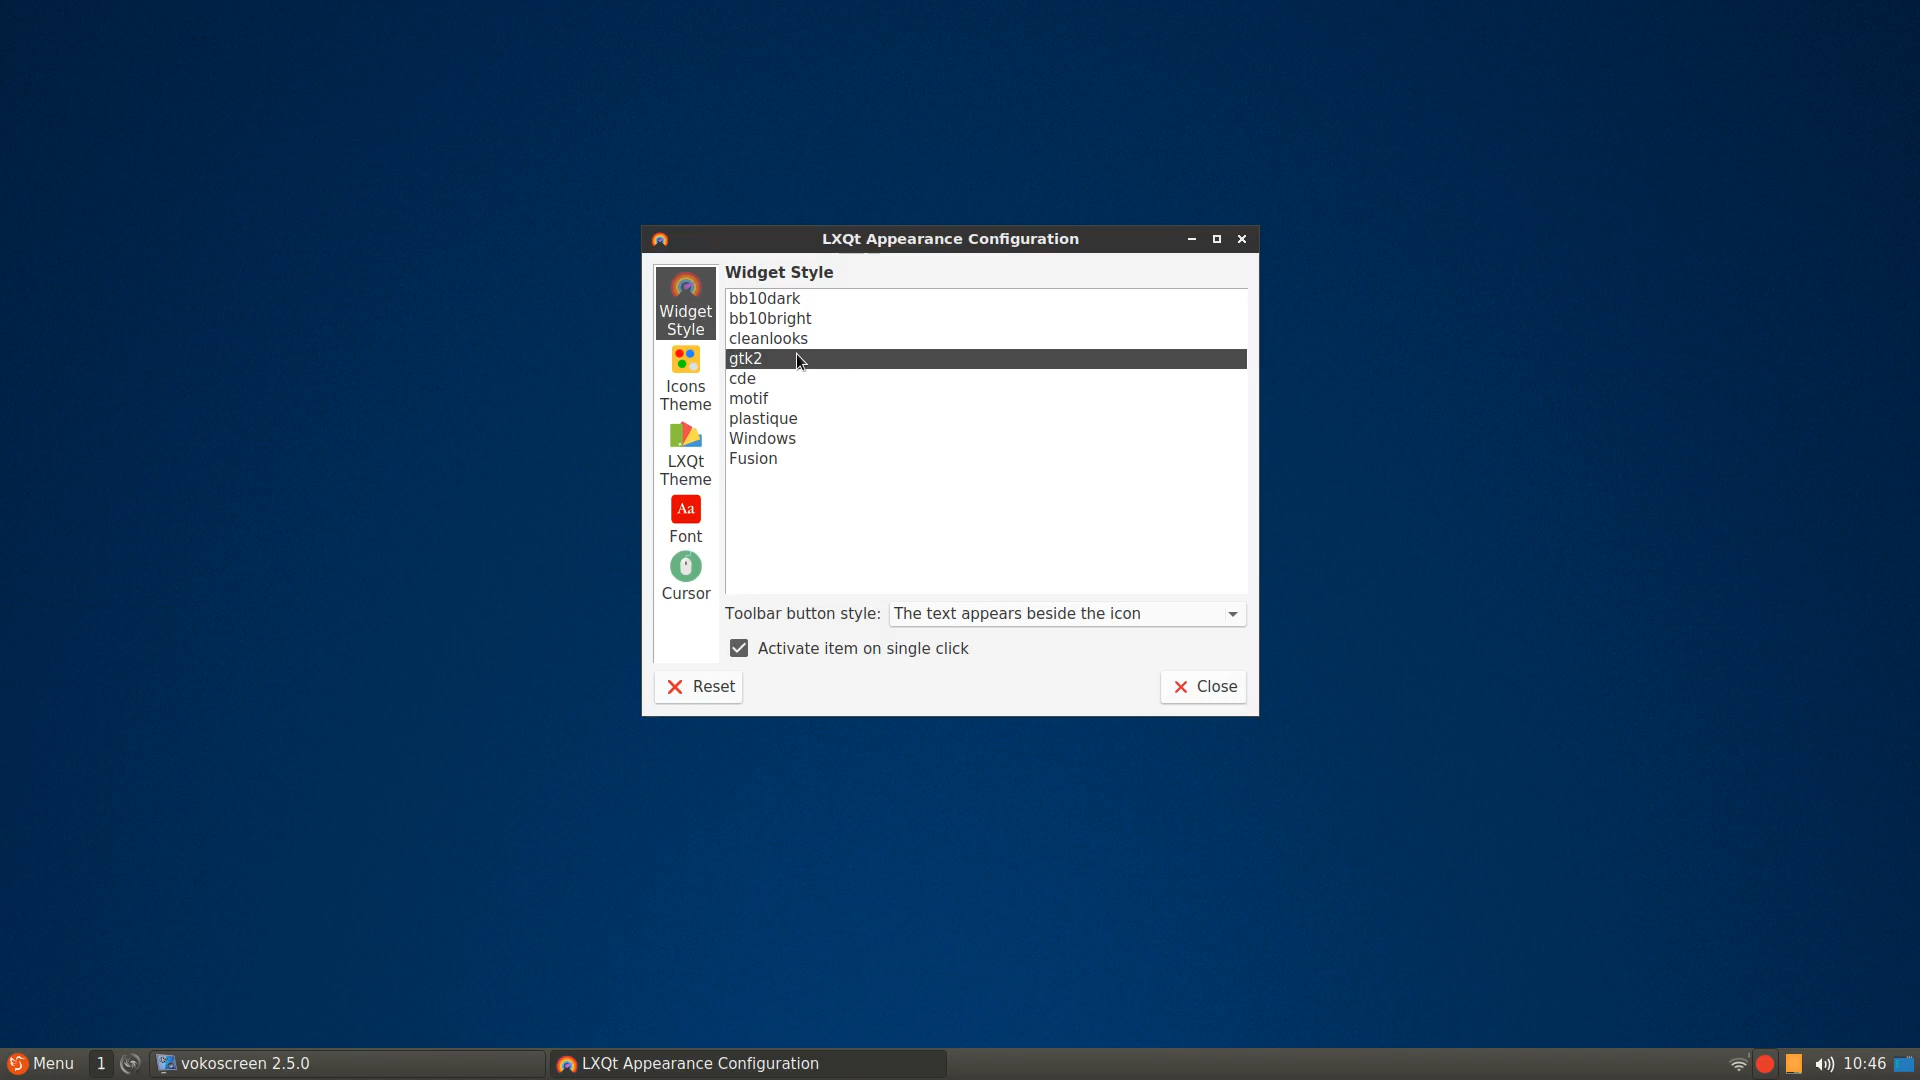 LXQt Appearance Configuration
Widget Style
Widget
Style
Icons
Theme
LXQt
Theme
Aa
Font
Cursor
bb10dark
bb10bright
cleanlooks
gtk2
cde
motif
plastique
Windows
Fusion
Toolbar button style: The text appears beside the icon
Activate item on single click
Reset
Close
Menu 1 vokoscreen 2.5.0 LXQt Appearance Configuration 10:46